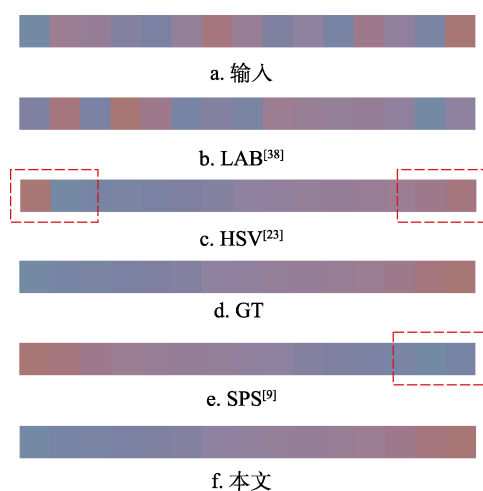 a. 输入
b. LAB[38]
c. HSV[23]
d. GT
e. SPS[9]
f. 本文